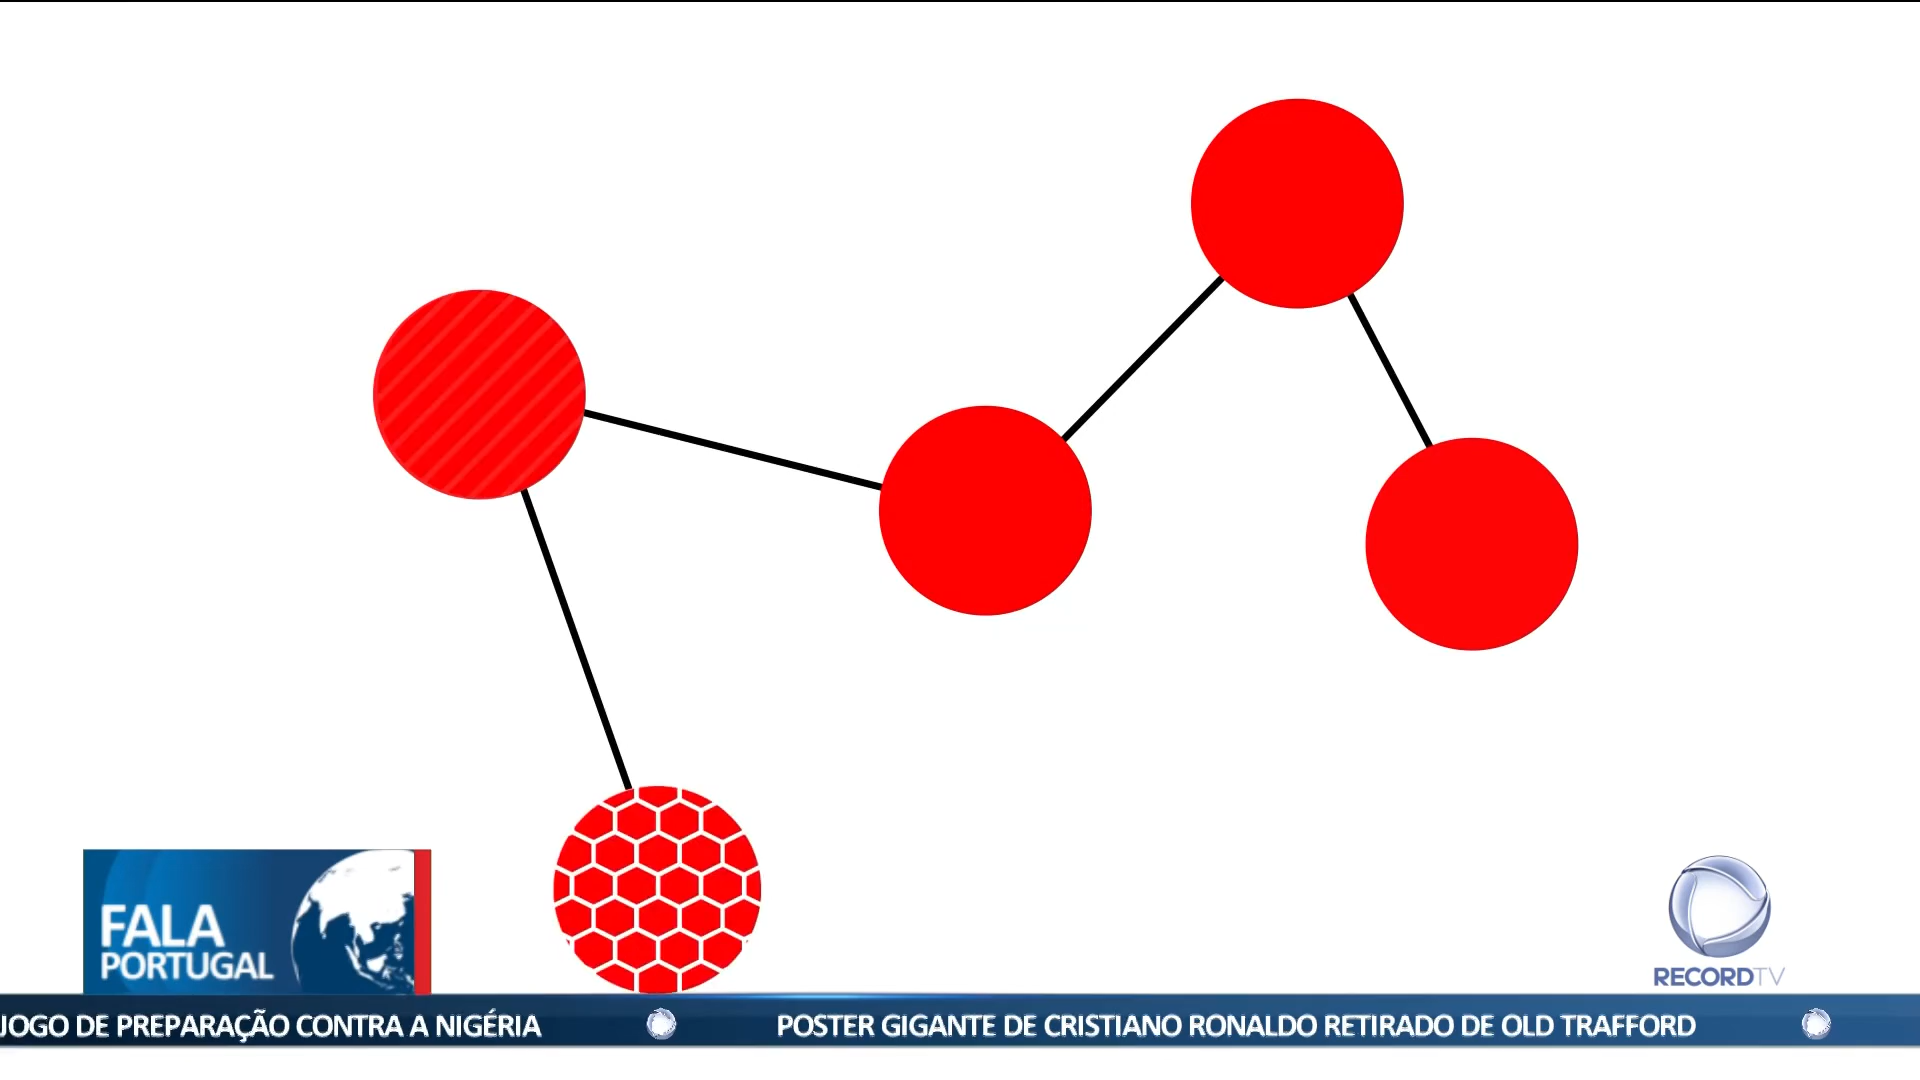 FALA
PORTUGAL
RECORDTV
JOGO DE PREPARAÇÃO CONTRA A NIGÉRIA
POSTER GIGANTE DE CRISTIANO RONALDO RETIRADO DE OLD TRAFFORD